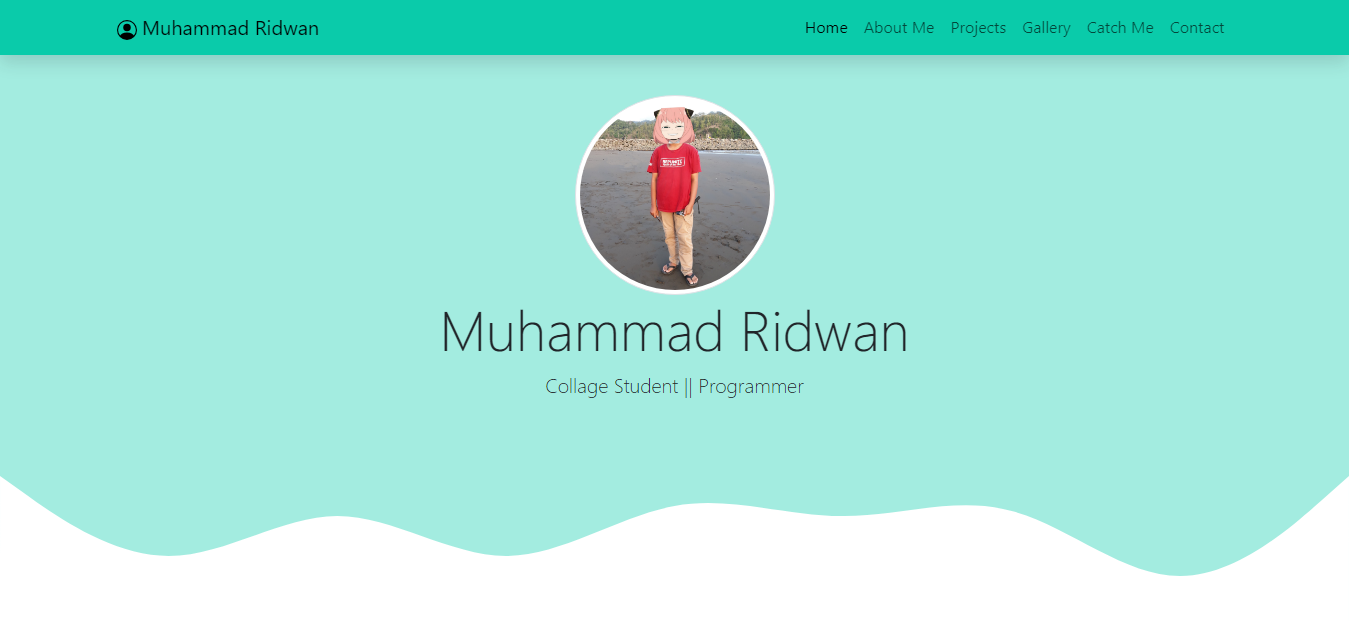 Muhammad Ridwan
Home About Me Projects Gallery Catch Me Contact
Muhammad Ridwan
Collage Student || Programmer